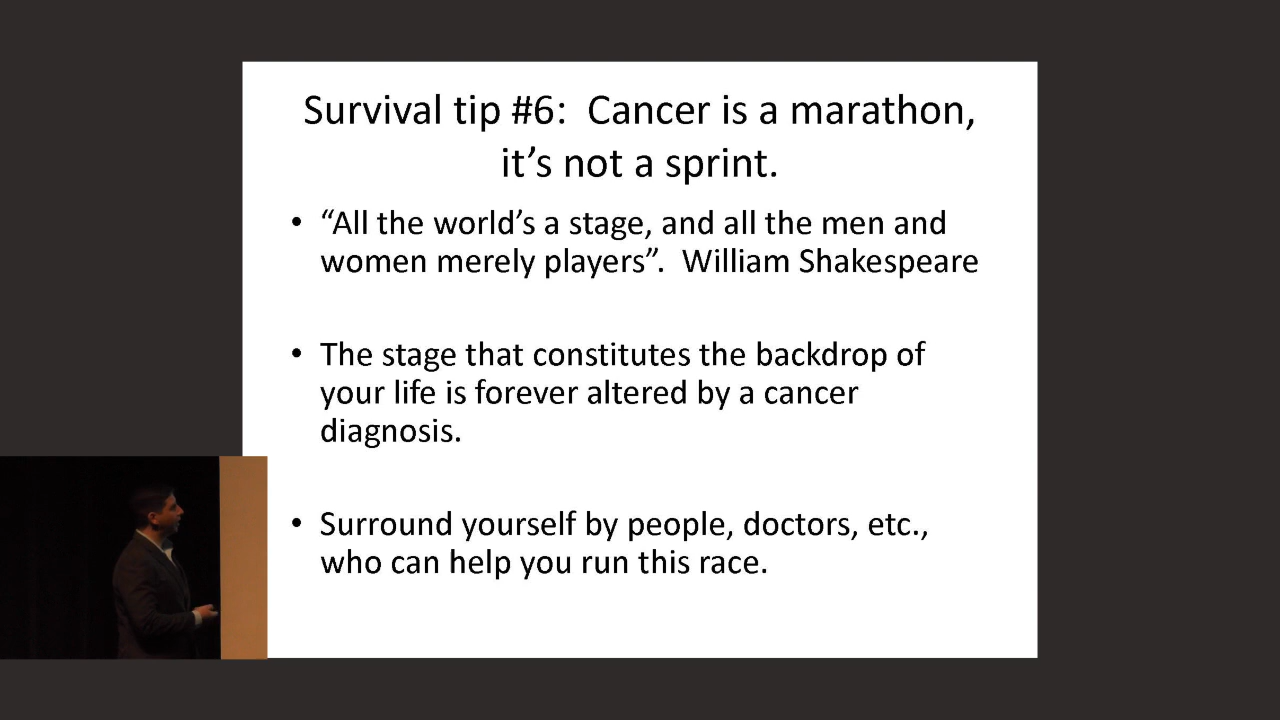 Survival tip #6:  Cancer is a marathon,
it’s not a sprint.
• “All the world’s a stage, and all the men and
women merely players”.  William Shakespeare
• The stage that constitutes the backdrop of
your life is forever altered by a cancer
diagnosis.
• Surround yourself by people, doctors, etc.,
who can help you run this race.